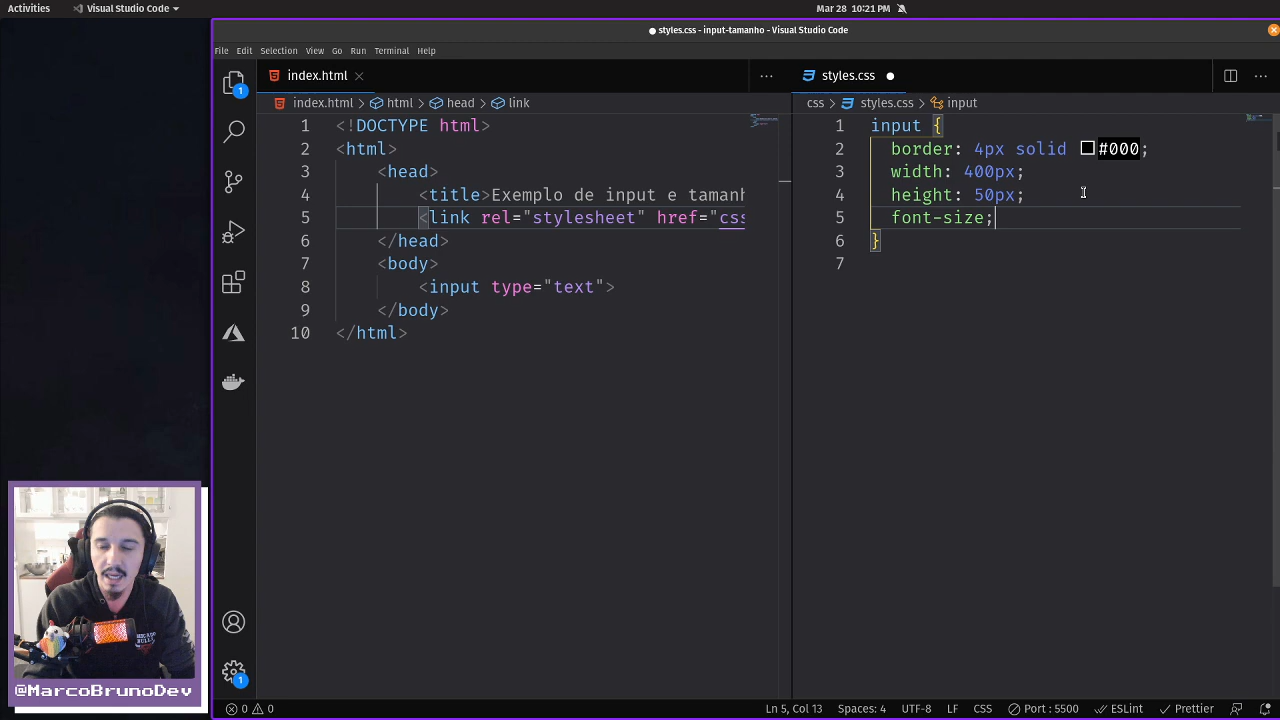 Activities
Visual Studio Code
Mar 28 10:21 PM
styles.css - input-tamanho - Visual Studio Code
File Edit Selection View Go Run Terminal Help
index.html
index.html > html > head > link
1 <!DOCTYPE html>
2 <html>
3 <head>
4 <title>Exemplo de input e tamanh
5 <link rel="stylesheet" href="css
6 </head>
7 <body>
8 <input type="text">
9 </body>
10 </html>
styles.css
css > styles.css > input
1 input {
2 border: 4px solid #000;
3 width: 400px;
4 height: 50px;
5 font-size;
6 }
7
1
1
@MarcoBrunoDev
0 0
Ln 5, Col 13 Spaces: 4 UTF-8 LF CSS Port : 5500 ESLint Prettier